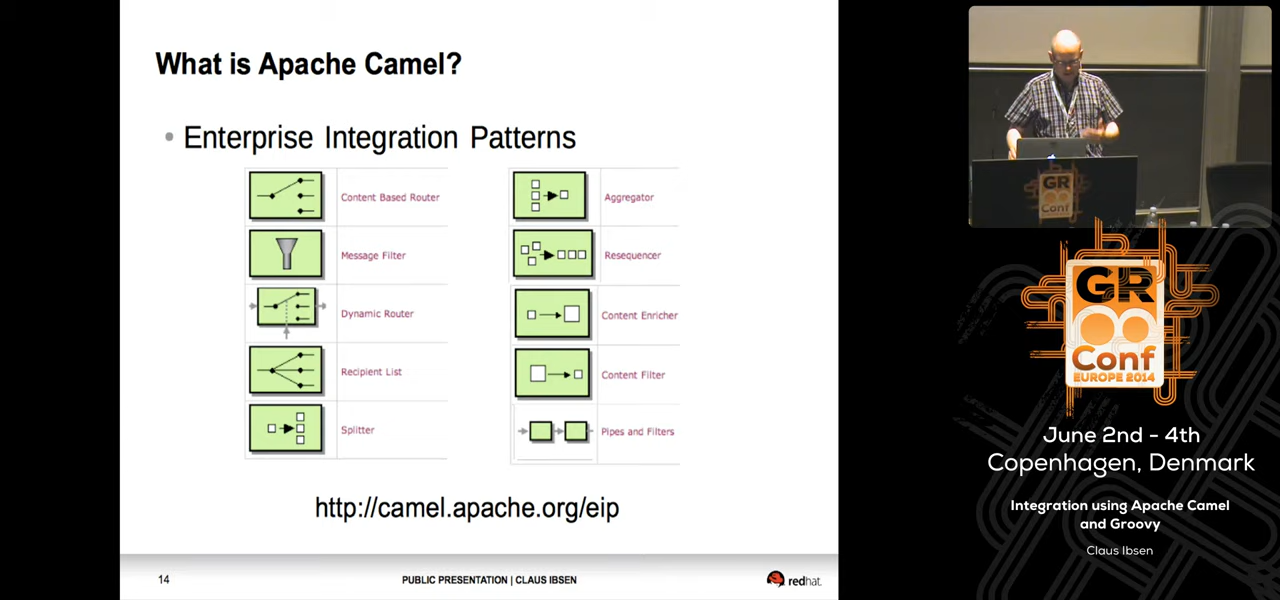 What is Apache Camel?
• Enterprise Integration Patterns
Content Based Router
Message Filter
Dynamic Router
Recipient List
Splitter
Aggregator
Resequencer
Content Enricher
Content Filter
Pipes and Filters
http://camel.apache.org/eip
14
PUBLIC PRESENTATION | CLAUS IBSEN
redhat.
GR
Conf
GR
Conf
EUROPE 2014
June 2nd - 4th
Copenhagen, Denmark
Integration using Apache Camel
and Groovy
Claus Ibsen